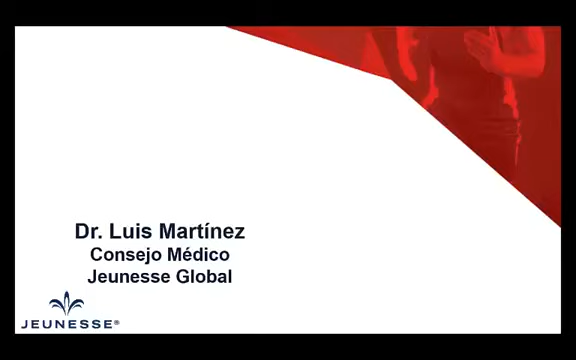 Dr. Luis Martínez
Consejo Médico
Jeunesse Global
JEUNESSE®